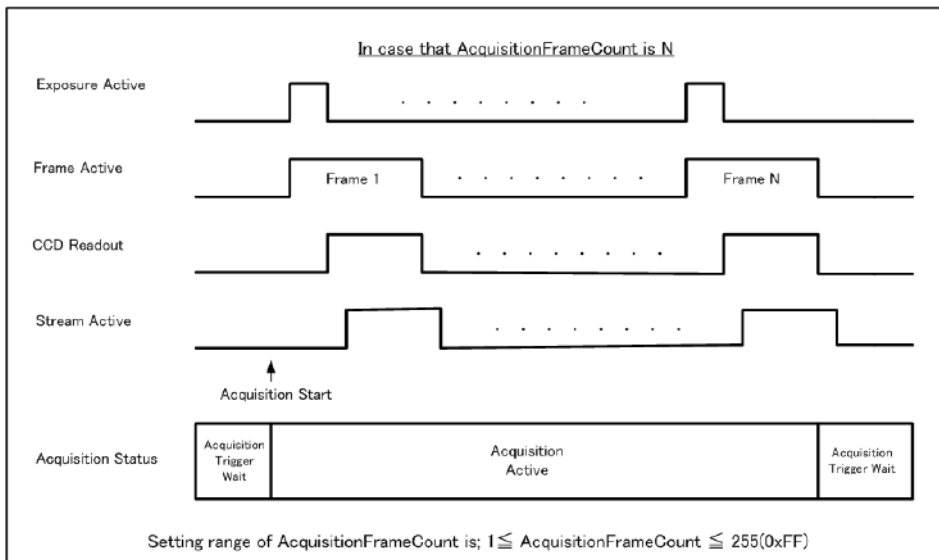 In case that AcquisitionFrameCount is N
Exposure Active
Frame Active
Frame 1
Frame N
CCD Readout
Stream Active
Acquisition Start
Acquisition Status
Acquisition
Trigger
Wait
Acquisition
Active
Acquisition
Trigger Wait
Setting range of AcquisitionFrameCount is; 1≦ AcquisitionFrameCount ≦ 255(0xFF)